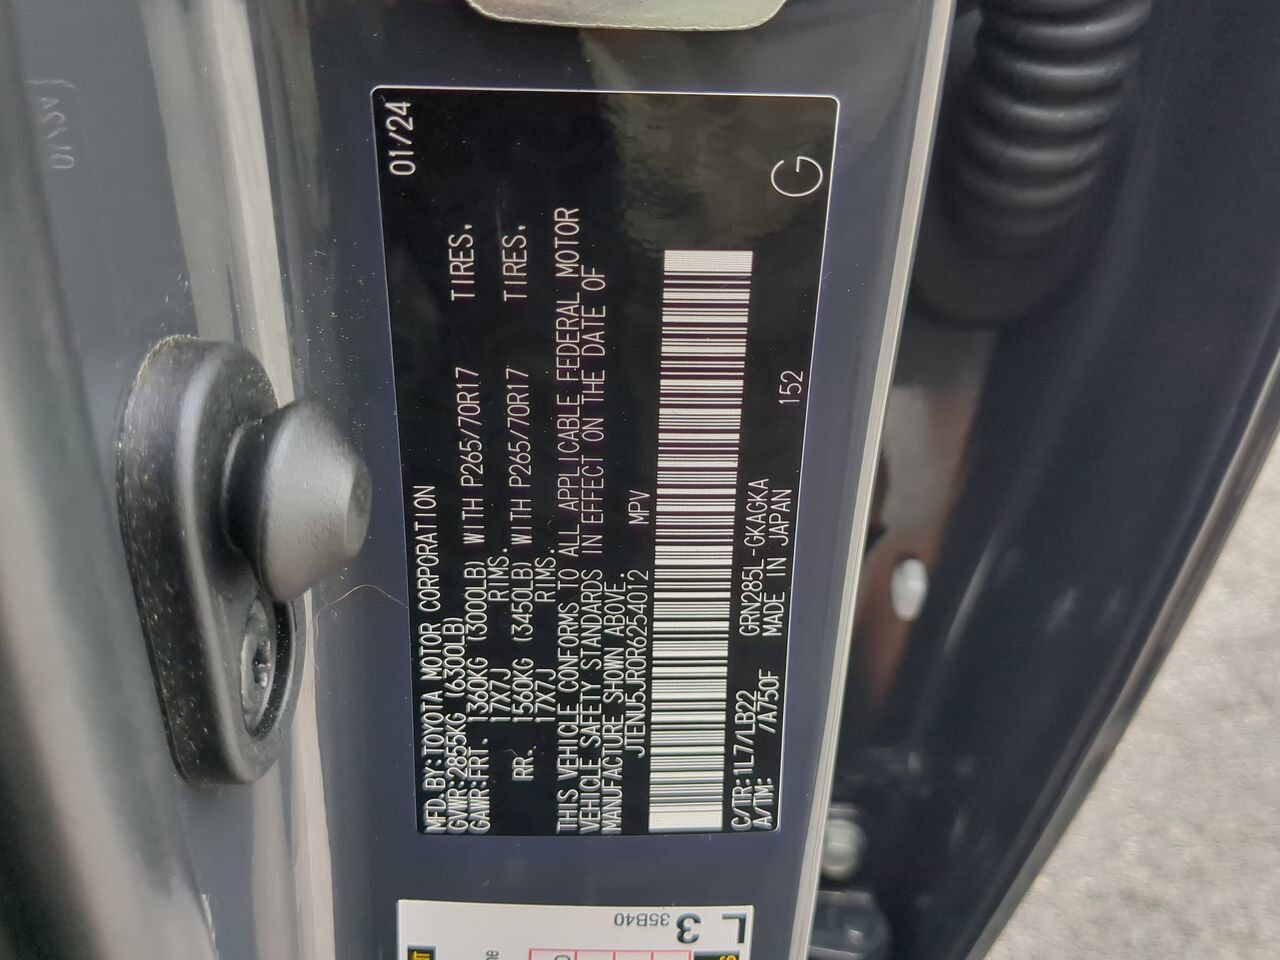 MFD. BY: TOYOTA MOTOR CORPORATION 01/24
GVWR: 2855KG (6300LB)
GAWR: FRT. 1360KG (3000LB) WITH P265/70R17 TIRES.
17X7J RIMS.
RR. 1560KG (3450LB) WITH P265/70R17 TIRES.
17X7J RIMS.
THIS VEHICLE CONFORMS TO ALL APPLICABLE FEDERAL MOTOR
VEHICLE SAFETY STANDARDS IN EFFECT ON THE DATE OF
MANUFACTURE SHOWN ABOVE.
JTENU5JR0R6254012 MPV
C/TR: 1L7/LB22 GRN285L-GKAGKA
A/TM: /A750F MADE IN JAPAN 152
G
L
3
35B40